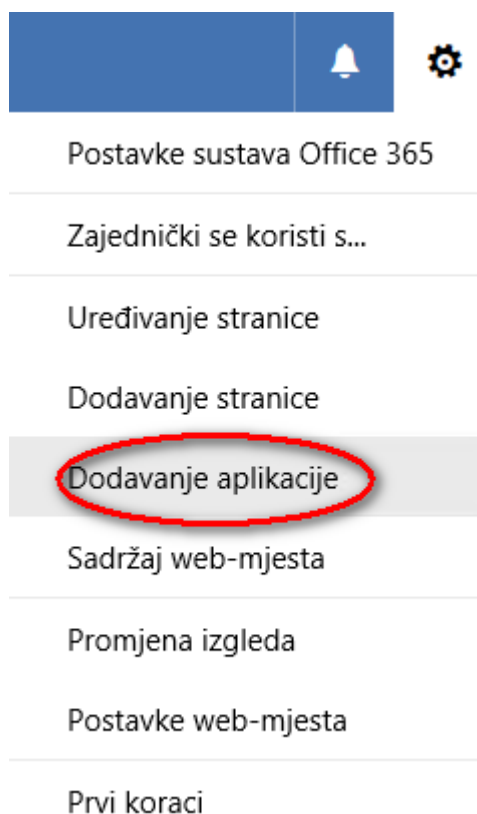 Postavke sustava Office 365
Zajednički se koristi s...
Uređivanje stranice
Dodavanje stranice
Dodavanje aplikacije
Sadržaj web-mjesta
Promjena izgleda
Postavke web-mjesta
Prvi koraci